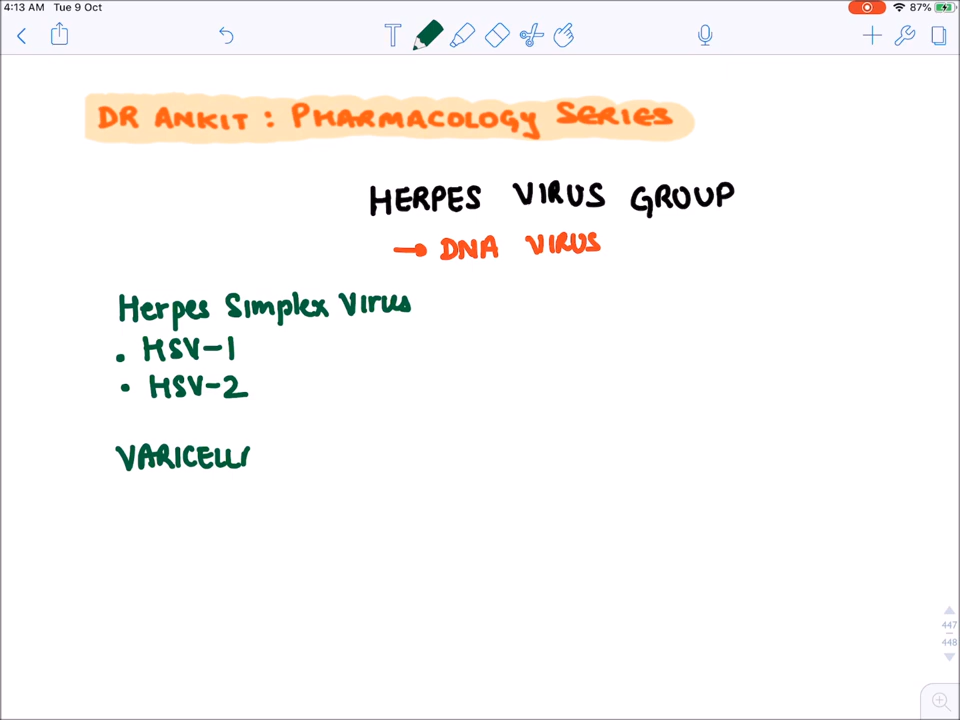 4:13 AM Tue 9 Oct 87%
T
DR ANKIT : PHARMACOLOGY SERIES
HERPES VIRUS GROUP
→ DNA VIRUS
Herpes Simplex Virus
. HSV-1
• HSV-2
VARICELL
447
448